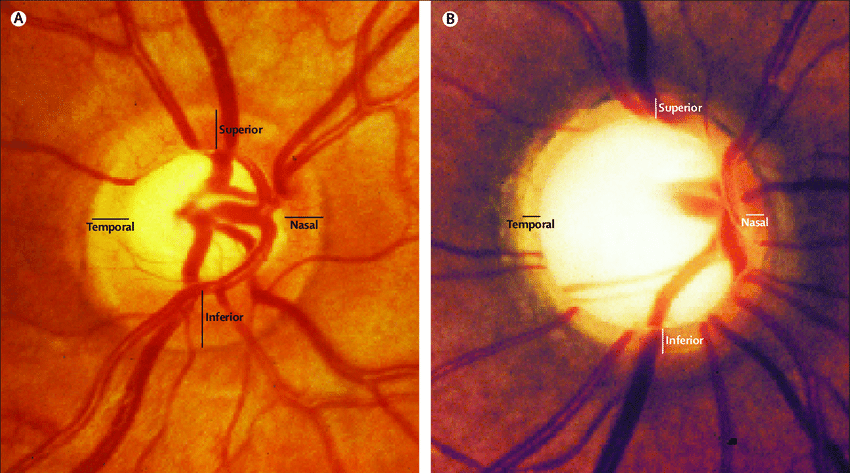 A
Superior
Temporal
Nasal
Inferior
B
Superior
Temporal
Nasal
Inferior